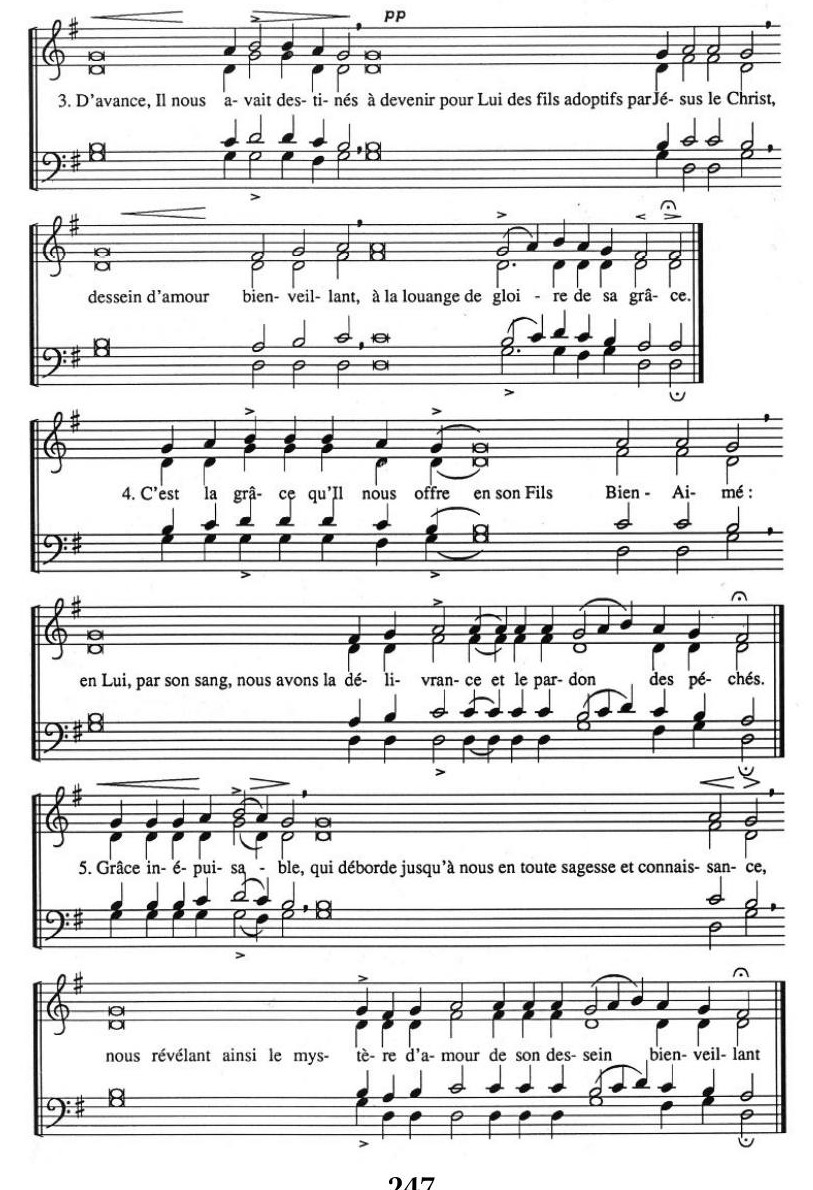 pp
3. D'avance, Il nous a- vait des- ti- nés à devenir pour Lui des fils adoptifs par Jé- sus le Christ,
dessein d'amour bien- veil- lant, à la louange de gloi - re de sa grâ- ce.
4. C'est la grâ- ce qu'Il nous offre en son Fils Bien - Ai- mé :
en Lui, par son sang, nous avons la dé- li- vran- ce et le par- don des pé- chés.
5. Grâce in- é- pui- sa - ble, qui déborde jusqu'à nous en toute sagesse et connais- san- ce,
nous révélant ainsi le mys- tè- re d'a- mour de son des- sein bien- veil- lant
247